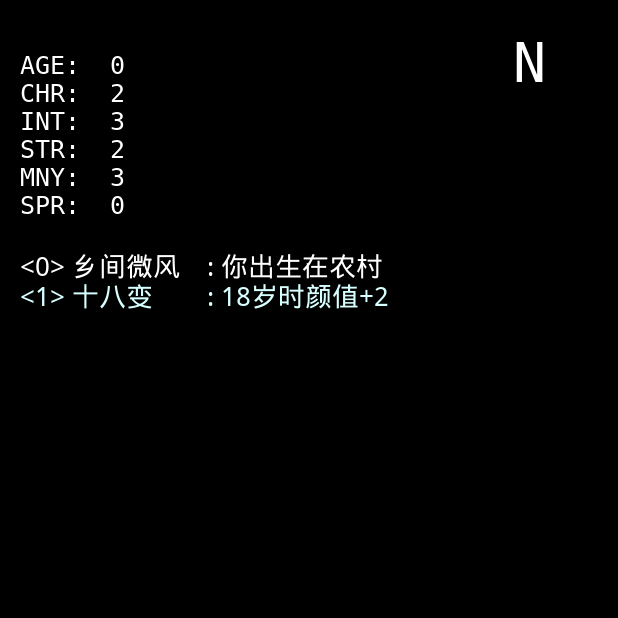 N
AGE: 0
CHR: 2
INT: 3
STR: 2
MNY: 3
SPR: 0
<0> 乡间微风 : 你出生在农村
<1> 十八变 : 18岁时颜值+2